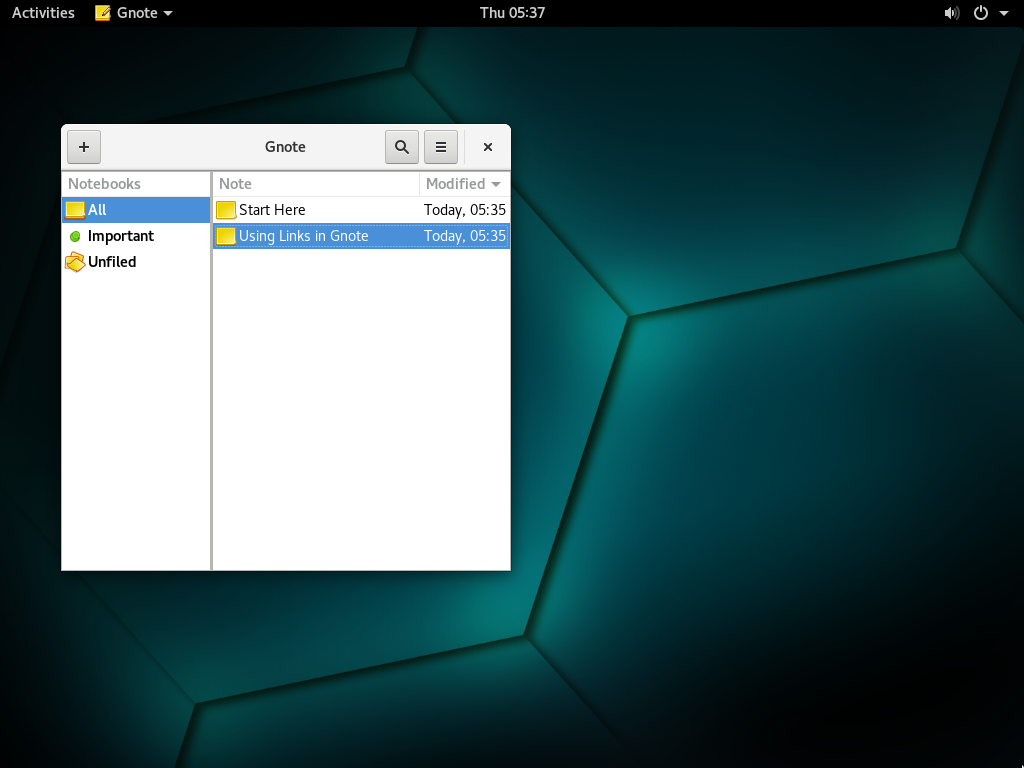 Activities Gnote Thu 05:37
Gnote
Notebooks Note Modified
All Start Here Today, 05:35
Important Using Links in Gnote Today, 05:35
Unfiled